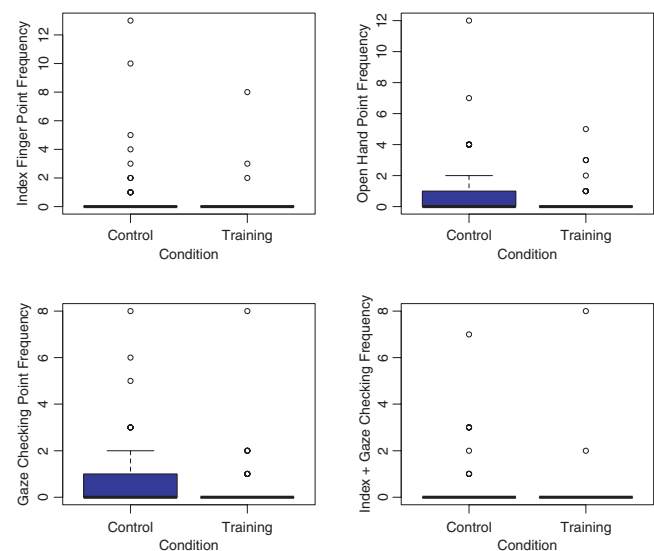 Index Finger Point Frequency
12
10
8
6
4
2
0
Control Training
Condition
Open Hand Point Frequency
12
10
8
6
4
2
0
Control Training
Condition
Gaze Checking Point Frequency
8
6
4
2
0
Control Training
Condition
Index + Gaze Checking Frequency
8
6
4
2
0
Control Training
Condition